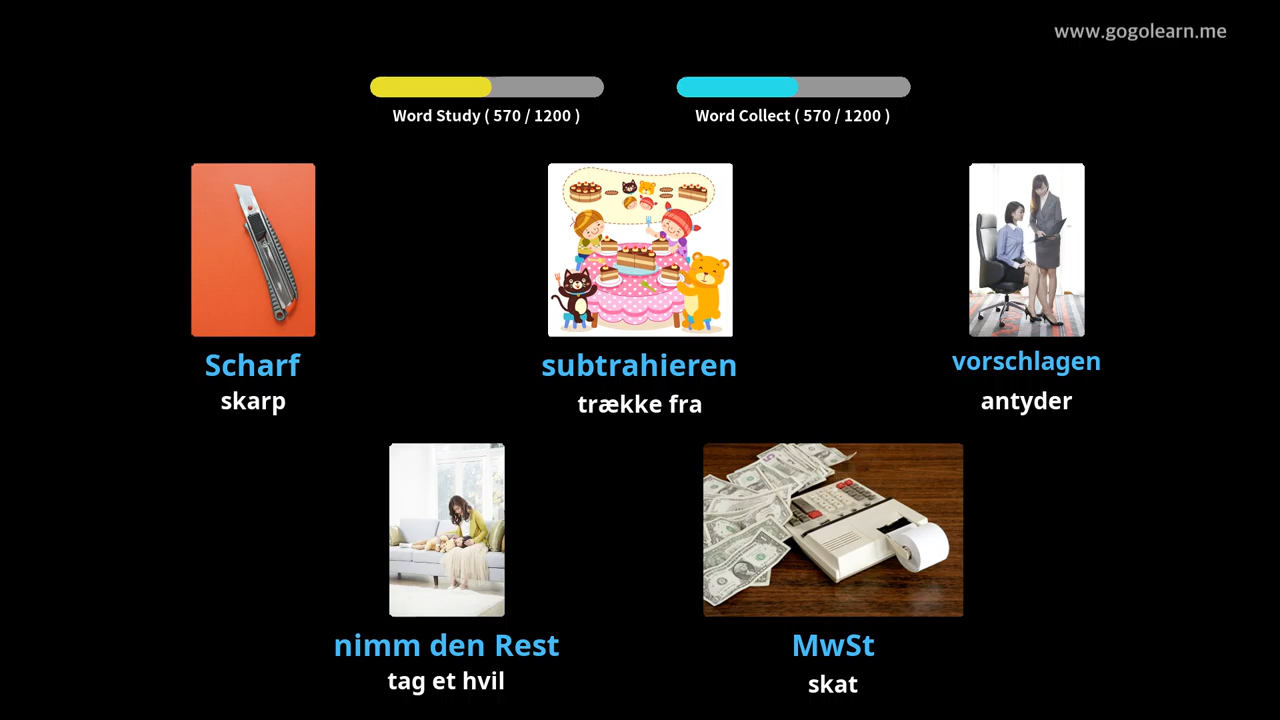 www.gogolearn.me
Word Study ( 570 / 1200 )
Word Collect ( 570 / 1200 )
Scharf
skarp
subtrahieren
trække fra
vorschlagen
antyder
nimm den Rest
tag et hvil
MwSt
skat